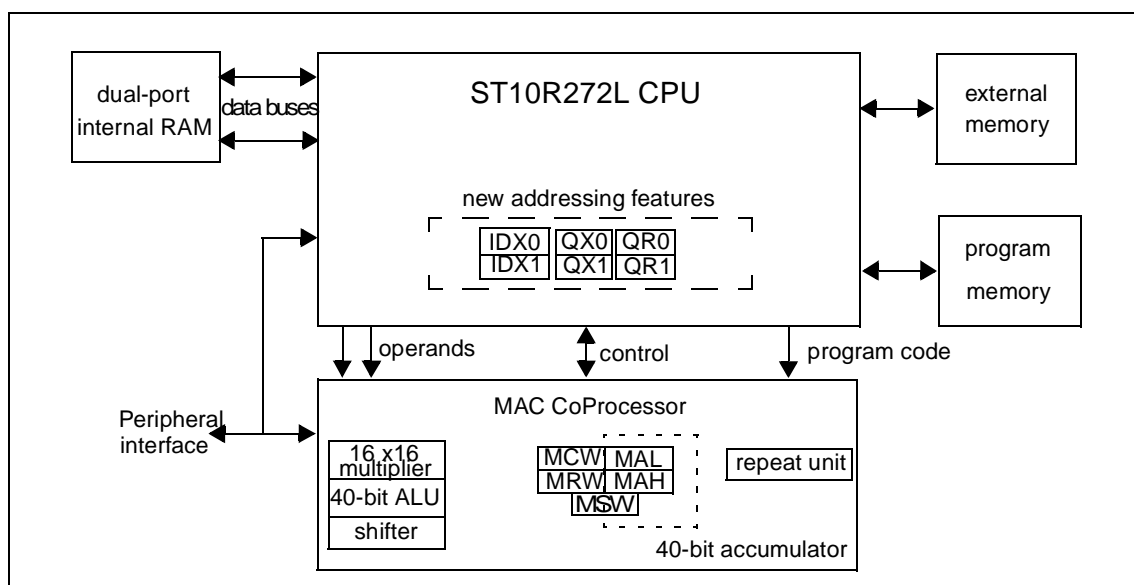 dual-port
internal RAM
data buses
ST10R272L CPU
external
memory
new addressing features
IDX0
IDX1
QX0
QX1
QR0
QR1
program
memory
operands
control
program code
Peripheral
interface
MAC CoProcessor
16 x16
multiplier
40-bit ALU
shifter
MCW
MAL
MRW
MAH
MSW
repeat unit
40-bit accumulator